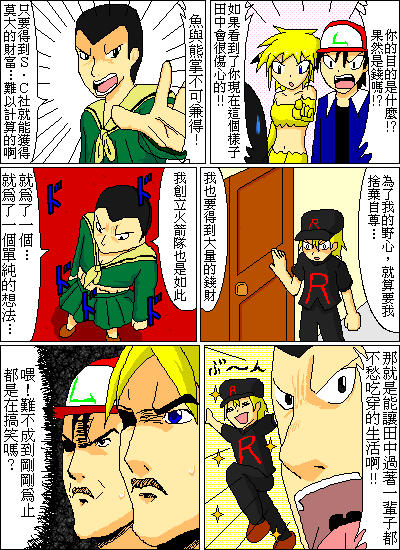 你的目的是什麼!?
果然是錢嗎!?
如果看到了你現在這個樣子
田中會很傷心的!!
魚與熊掌不可兼得！
只要得到S．C社就能獲得
莫大的財富…難以計算的啊
為了我的野心，就算要我
捨棄自尊…
我也要得到大量的錢財
R
R
我創立火箭隊也是如此
就為了一個…
就為了一個單純的想法…
ドド
ドド
那就是能讓田中過著一輩子都
不愁吃穿的生活啊!!
ぶ～ん
R
R
喂！難不成到剛剛為止
都是在搞笑嗎？